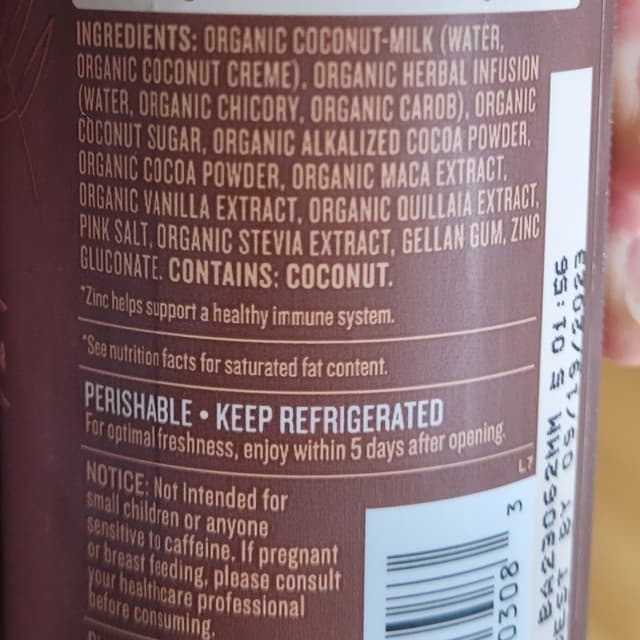 INGREDIENTS: ORGANIC COCONUT-MILK (WATER,
ORGANIC COCONUT CREME), ORGANIC HERBAL INFUSION
(WATER, ORGANIC CHICORY, ORGANIC CAROB), ORGANIC
COCONUT SUGAR, ORGANIC ALKALIZED COCOA POWDER,
ORGANIC COCOA POWDER, ORGANIC MACA EXTRACT,
ORGANIC VANILLA EXTRACT, ORGANIC QUILLAIA EXTRACT,
PINK SALT, ORGANIC STEVIA EXTRACT, GELLAN GUM, ZINC
GLUCONATE. CONTAINS: COCONUT.
*Zinc helps support a healthy immune system.
*See nutrition facts for saturated fat content.
PERISHABLE • KEEP REFRIGERATED
For optimal freshness, enjoy within 5 days after opening.
L7
NOTICE: Not Intended for
small children or anyone
sensitive to caffeine. If pregnant
or breast feeding, please consult
your healthcare professional
before consuming.
0308 3
BA23062MM 5 01:56
EST BY 09/19/2023